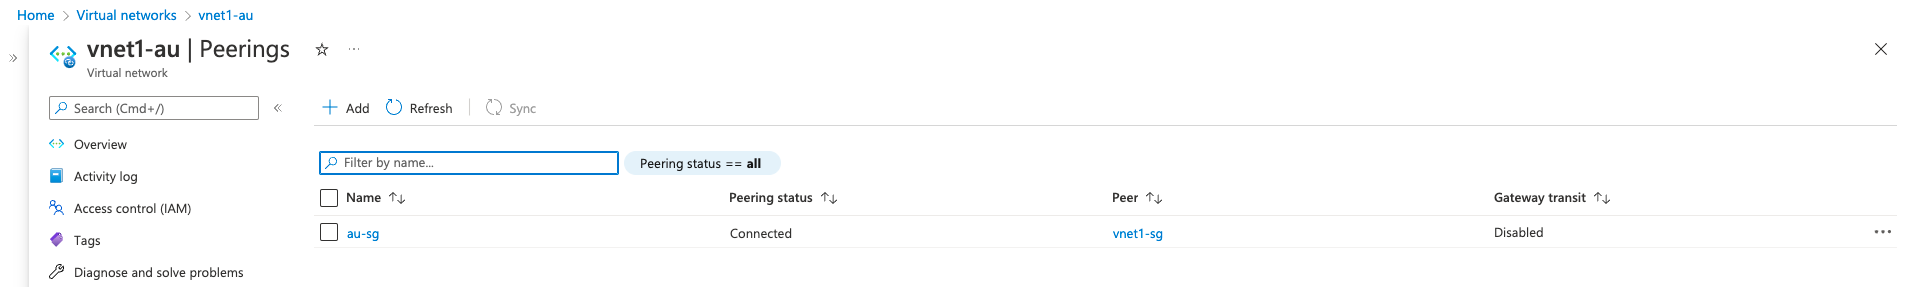 Home > Virtual networks > vnet1-au
vnet1-au | Peerings
Virtual network
Search (Cmd+/)
Overview
Activity log
Access control (IAM)
Tags
Diagnose and solve problems
Add Refresh Sync
Filter by name... Peering status == all
Name Peering status Peer Gateway transit
au-sg Connected vnet1-sg Disabled